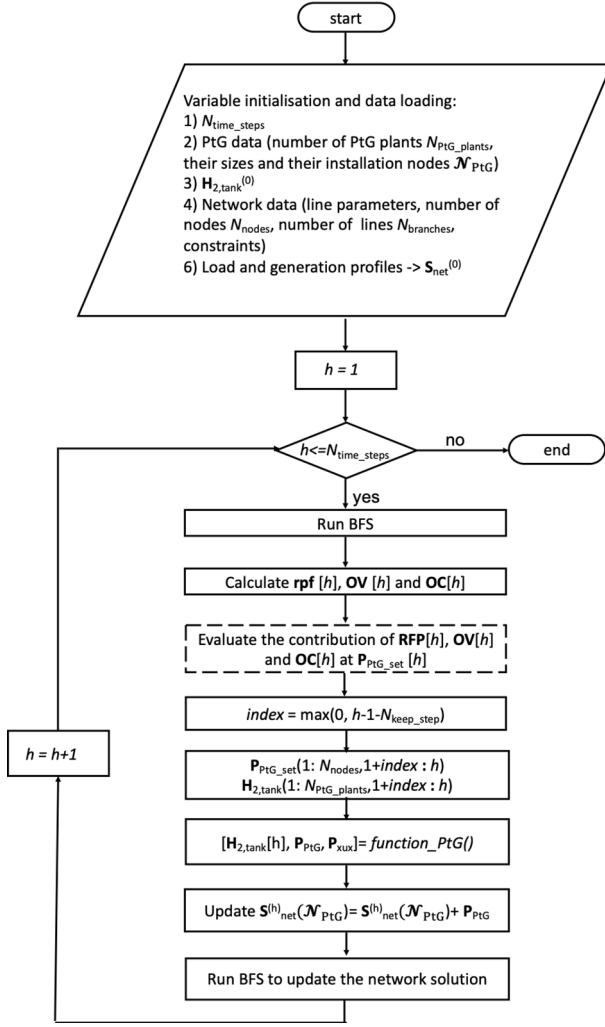 start
Variable initialisation and data loading:
1) N_time_steps
2) PtG data (number of PtG plants N_PtG_plants,
their sizes and their installation nodes 𝓝_PtG)
3) H_2,tank^(0)
4) Network data (line parameters, number of
nodes N_nodes, number of lines N_branches,
constraints)
6) Load and generation profiles -> S_net^(0)
h = 1
h<=N_time_steps
no
end
yes
Run BFS
Calculate rpf [h], OV [h] and OC[h]
Evaluate the contribution of RFP[h], OV[h]
and OC[h] at P_PtG_set [h]
index = max(0, h-1-N_keep_step)
h = h+1
P_PtG_set(1: N_nodes,1+index : h)
H_2,tank(1: N_PtG_plants,1+index : h)
[H_2,tank[h], P_PtG, P_xux]= function_PtG()
Update S^(h)_net(𝓝_PtG)= S^(h)_net(𝓝_PtG)+ P_PtG
Run BFS to update the network solution